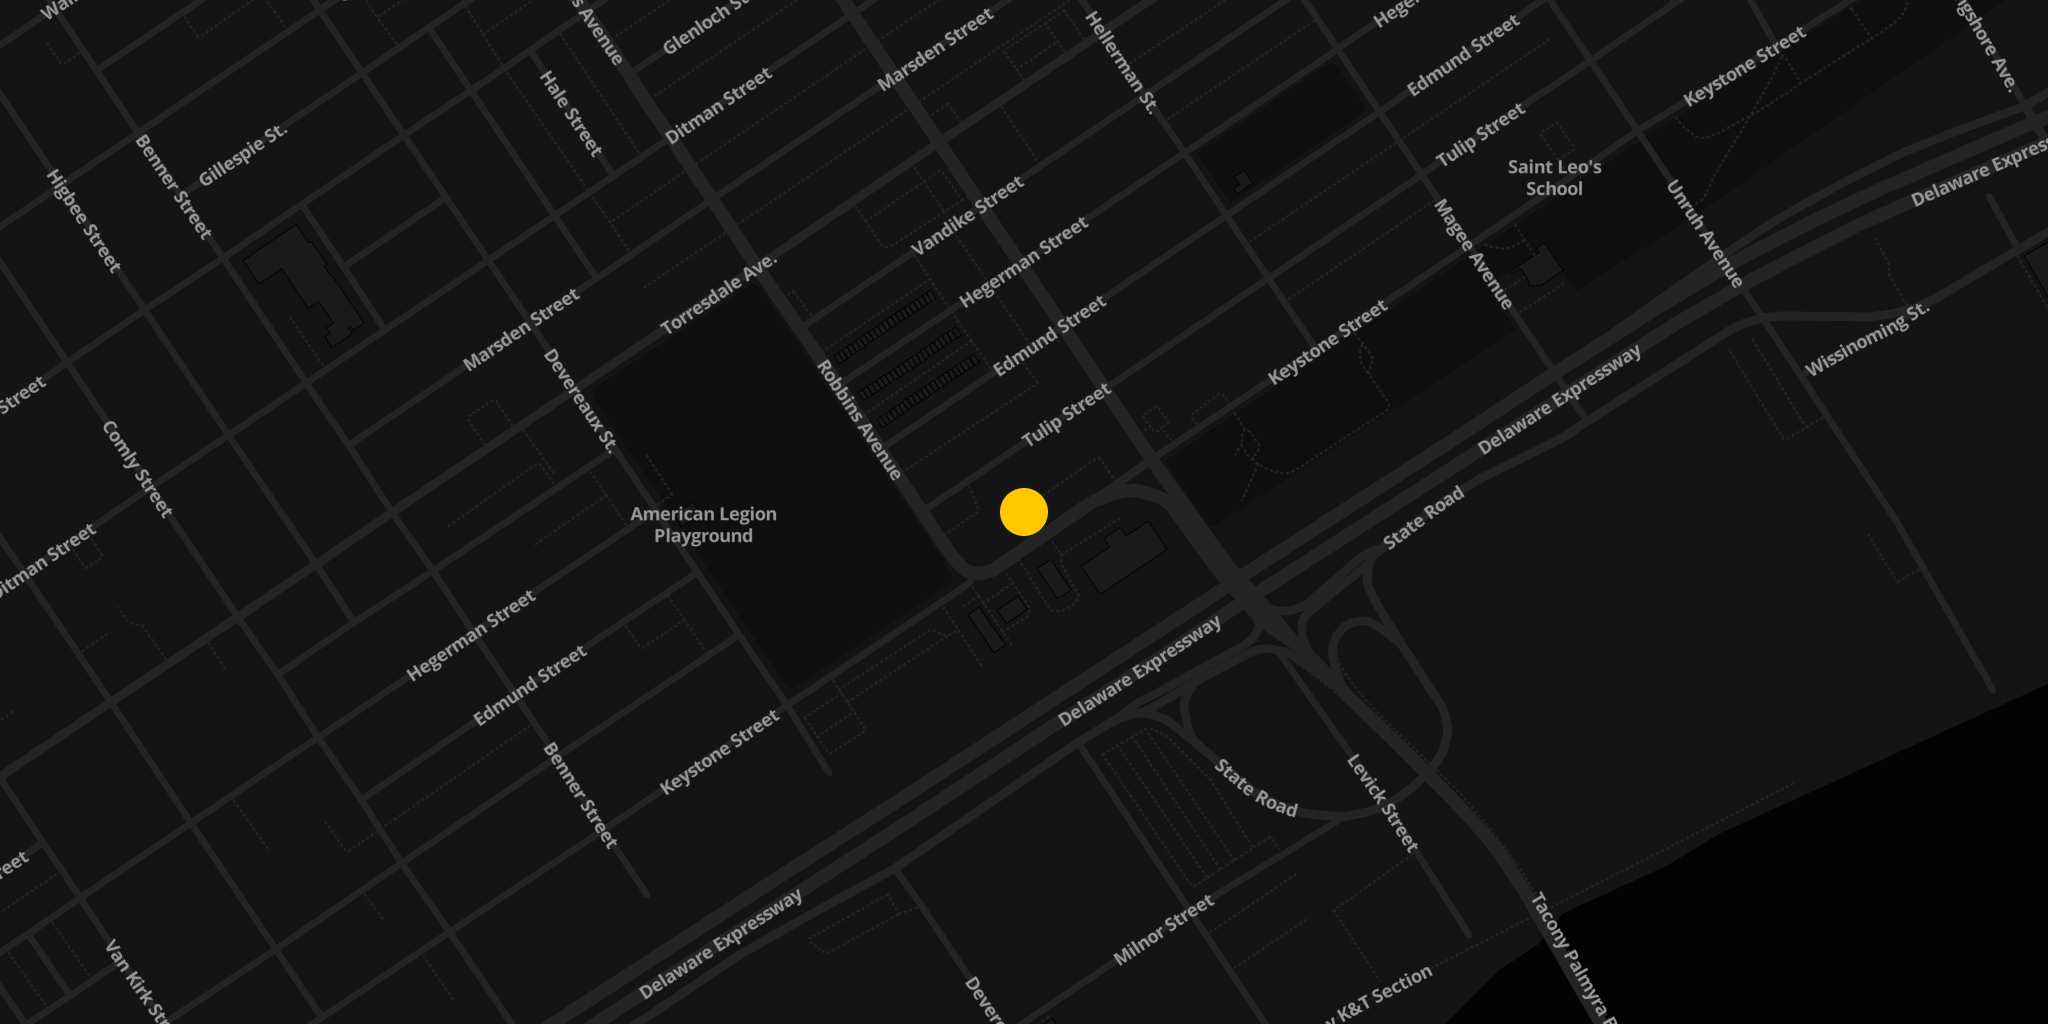 Glenloch St
Marsden Street
Hellerman St.
Edmund Street
Keystone Street
Hale Street
Ditman Street
Tulip Street
Saint Leo's
School
Benner Street
Gillespie St.
Higbee Street
Vandike Street
Hegerman Street
Magee Avenue
Unruh Avenue
Torresdale Ave.
Marsden Street
Edmund Street
Keystone Street
Wissinoming St.
Devereaux St.
Robbins Avenue
Tulip Street
Delaware Expressway
Street
Comly Street
American Legion
Playground
State Road
Hegerman Street
Edmund Street
Delaware Expressway
Keystone Street
Benner Street
State Road
Levick Street
Delaware Expressway
Milnor Street
Van Kirk Str
Tacony Palmyra
K&T Section